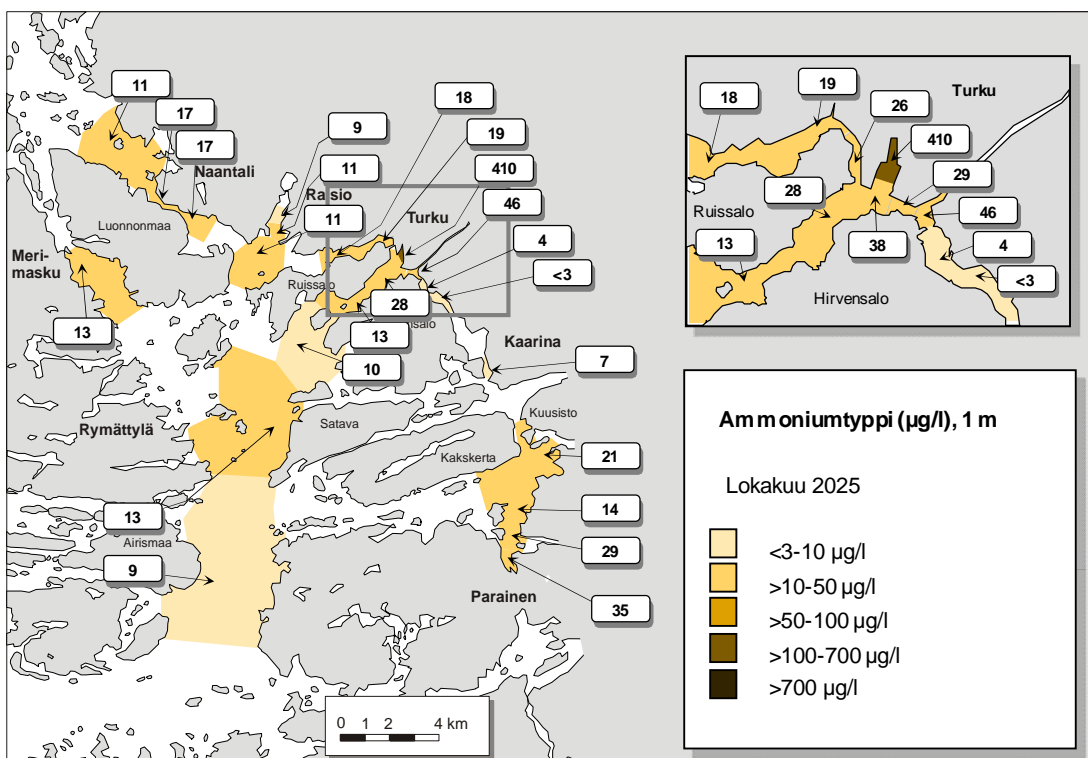 11
17
17
Naantali
9
11
18
19
410
46
4
<3
Raisio
11
Turku
Luonnonmaa
Ruissalo
Meri-
masku
13
28
13
10
salo
Kaarina
7
Rymättylä
Satava
Kuusisto
Kakskerta
21
14
29
35
13
Airismaa
9
Parainen
0 1 2 4 km
18
19
26
Turku
410
29
28
Ruissalo
13
38
46
4
<3
Hirvensalo
Ammoniumtyppi (µg/l), 1 m
Lokakuu 2025
<3-10 µg/l
>10-50 µg/l
>50-100 µg/l
>100-700 µg/l
>700 µg/l